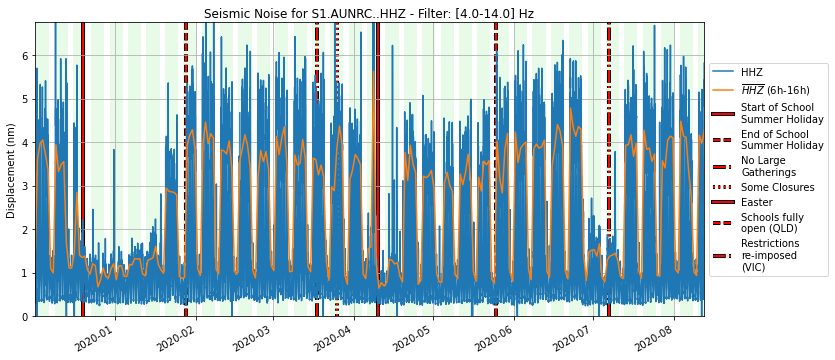 Seismic Noise for S1.AUNRC..HHZ - Filter: [4.0-14.0] Hz
Displacement (nm)
6
5
4
3
2
1
0
2020-01
2020-02
2020-03
2020-04
2020-05
2020-06
2020-07
2020-08
HHZ
HHZ (6h-16h)
Start of School
Summer Holiday
End of School
Summer Holiday
No Large
Gatherings
Some Closures
Easter
Schools fully
open (QLD)
Restrictions
re-imposed
(VIC)